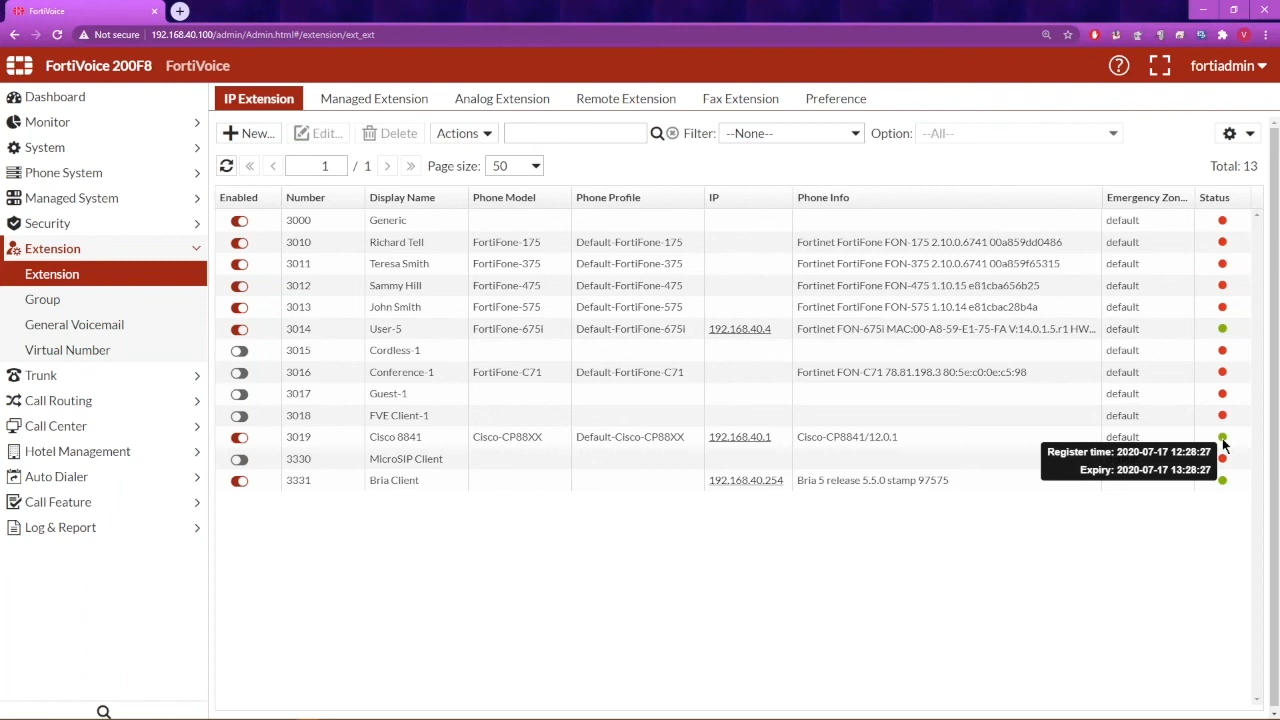 FortiVoice
Not secure 192.168.40.100/admin/Admin.html#/extension/ext_ext
FortiVoice 200F8 FortiVoice
fortiadmin
Dashboard
Monitor
System
Phone System
Managed System
Security
Extension
Extension
Group
General Voicemail
Virtual Number
Trunk
Call Routing
Call Center
Hotel Management
Auto Dialer
Call Feature
Log & Report
IP Extension Managed Extension Analog Extension Remote Extension Fax Extension Preference
New... Edit... Delete Actions Filter: --None-- Option: --All--
1 / 1 Page size: 50 Total: 13
Enabled Number Display Name Phone Model Phone Profile IP Phone Info Emergency Zon... Status
3000 Generic default
3010 Richard Tell FortiFone-175 Default-FortiFone-175 Fortinet FortiFone FON-175 2.10.0.6741 00a859dd0486 default
3011 Teresa Smith FortiFone-375 Default-FortiFone-375 Fortinet FortiFone FON-375 2.10.0.6741 00a859f65315 default
3012 Sammy Hill FortiFone-475 Default-FortiFone-475 Fortinet FortiFone FON-475 1.10.15 e81cba656b25 default
3013 John Smith FortiFone-575 Default-FortiFone-575 Fortinet FortiFone FON-575 1.10.14 e81cbac28b4a default
3014 User-5 FortiFone-675i Default-FortiFone-675i 192.168.40.4 Fortinet FON-675i MAC:00-A8-59-E1-75-FA V:14.0.1.5.r1 HW... default
3015 Cordless-1 default
3016 Conference-1 FortiFone-C71 Default-FortiFone-C71 Fortinet FON-C71 78.81.198.3 80:5e:c0:0e:c5:98 default
3017 Guest-1 default
3018 FVE Client-1 default
3019 Cisco 8841 Cisco-CP88XX Default-Cisco-CP88XX 192.168.40.1 Cisco-CP8841/12.0.1 default
3330 MicroSIP Client
3331 Bria Client 192.168.40.254 Bria 5 release 5.5.0 stamp 97575
Register time: 2020-07-17 12:28:27
Expiry: 2020-07-17 13:28:27